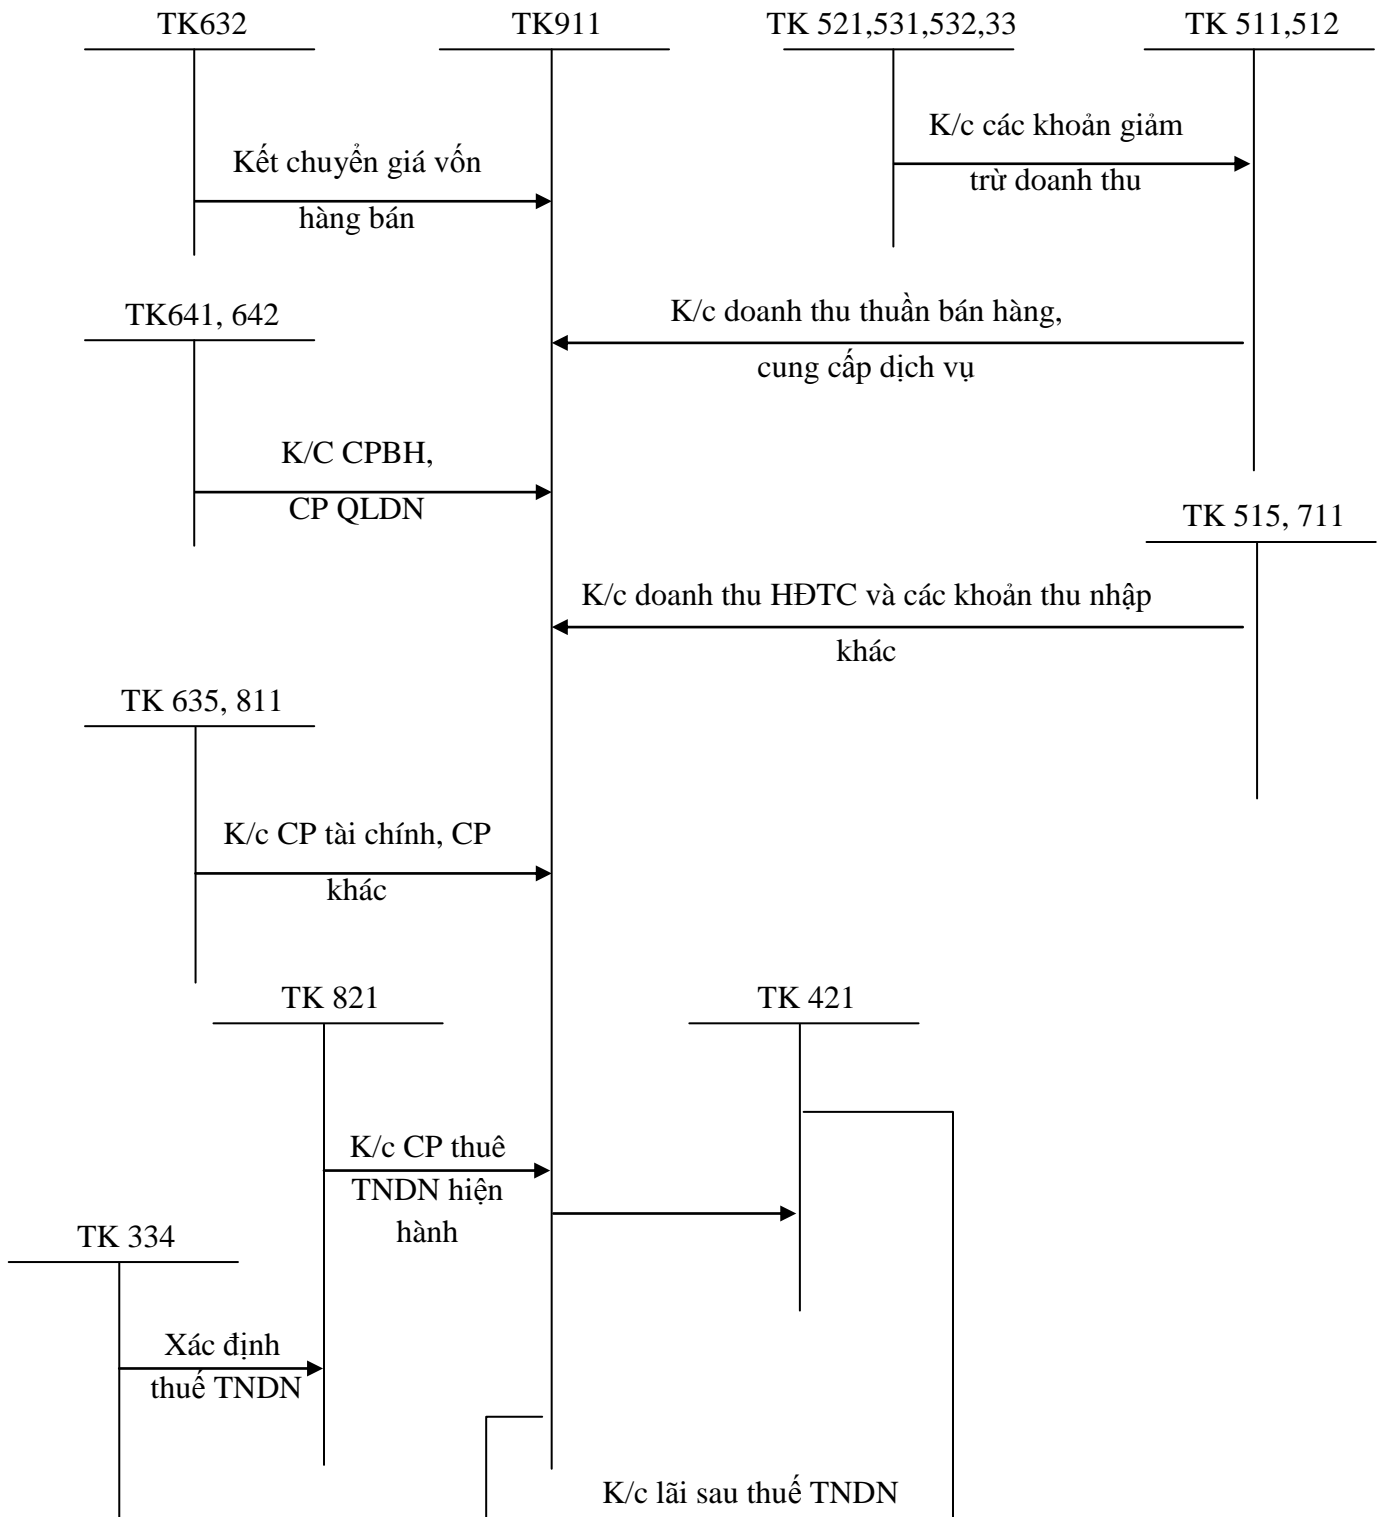 TK632
TK911
TK 521,531,532,33
TK 511,512
K/c các khoản giảm
trừ doanh thu
Kết chuyển giá vốn
hàng bán
TK641, 642
K/c doanh thu thuần bán hàng,
cung cấp dịch vụ
K/C CPBH,
CP QLDN
TK 515, 711
K/c doanh thu HĐTC và các khoản thu nhập
khác
TK 635, 811
K/c CP tài chính, CP
khác
TK 821
TK 421
K/c CP thuê
TNDN hiện
hành
TK 334
Xác định
thuế TNDN
K/c lãi sau thuế TNDN